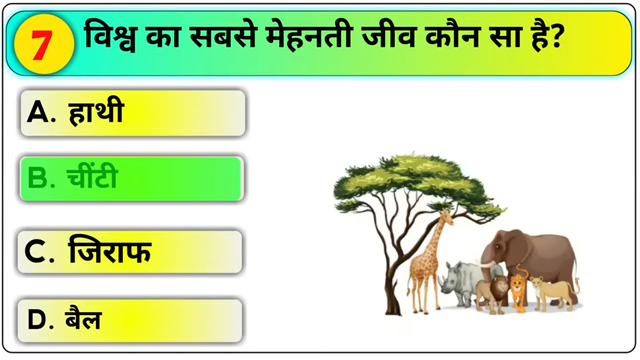 7 विश्व का सबसे मेहनती जीव कौन सा है?
A. हाथी
B. चींटी
C. जिराफ
D. बैल